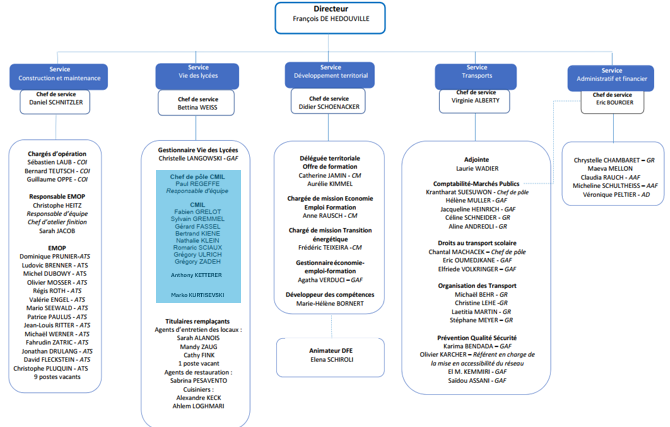 Directeur
François DE HEDOUVILLE
Service
Construction et maintenance
Chef de service
Daniel SCHNITZLER
Chargés d'opération
Sébastien LAUB - COI
Bernard TEUTSCH - COI
Guillaume OPPE - COI
Responsable EMOP
Christophe HEITZ
Responsable d'équipe
Chef d'atelier finition
Sarah JACOB
EMOP
Dominique PRUNIER - ATS
Ludovic BRENNER - ATS
Michel DUBOWY - ATS
Olivier MOSSER - ATS
Régis ROTH - ATS
Valérie ENGEL - ATS
Mario SEEWALD - ATS
Patrice PAULUS - ATS
Jean-Louis RITTER - ATS
Michaël WERNER - ATS
Fahrudin ZATRIC - ATS
Jonathan DRULANG - ATS
David FLECKSTEIN - ATS
Christophe PLUQUIN - ATS
9 postes vacants
Service
Vie des lycées
Chef de service
Bettina WEISS
Gestionnaire Vie des Lycées
Christelle LANGOWSKI - GAF
Chef de pôle CMIL
Paul REGEFFE
Responsable d'équipe
CMIL
Fabien GRELOT
Sylvain GREMMEL
Gérard FASSEL
Bertrand KIENE
Nathalie KLEIN
Romaric SCIAUX
Grégory ULRICH
Grégory ZADEH
Anthony KETTERER
Marko KURTISEVSKI
Titulaires remplaçants
Agents d'entretien des locaux :
Sarah ALANOIS
Mandy ZAUG
Cathy FINK
1 poste vacant
Agents de restauration :
Sabrina PESAVENTO
Cuisiniers :
Alexandre KECK
Ahlem LOGHMARI
Service
Développement territorial
Chef de service
Didier SCHOENACKER
Déléguée territoriale
Offre de formation
Catherine JAMIN - CM
Aurélie KIMMEL
Chargée de mission Economie
Emploi Formation
Anne RAUSCH - CM
Chargé de mission Transition
énergétique
Frédéric TEIXEIRA - CM
Gestionnaire économie-
emploi-formation
Agatha VERDUCI – GAF
Développeur des compétences
Marie-Hélène BORNERT
Animateur DFE
Elena SCHIROLI
Service
Transports
Chef de service
Virginie ALBERTY
Adjointe
Laurie WADIER
Comptabilité-Marchés Publics
Krantharat SUESUWON - Chef de pôle
Hélène MULLER - GAF
Jacqueline HEINRICH - GAF
Céline SCHNEIDER - GR
Aline ANDREOLI - GR
Droits au transport scolaire
Chantal MACHACEK – Chef de pôle
Eric OUMEDJKANE - GAF
Elfriede VOLKRINGER – GAF
Organisation des Transport
Michaël BEHR - GR
Christine LEHE - GR
Laetitia MARTIN - GR
Stéphane MEYER – GR
Prévention Qualité Sécurité
Karima BENDADA – GAF
Olivier KARCHER – Référent en charge de
la mise en accessibilité du réseau
El M. KEMMIRI - GAF
Saïdou ASSANI - GAF
Service
Administratif et financier
Chef de service
Eric BOURCIER
Chrystelle CHAMBARET – GR
Maeva MELLON
Claudia RAUCH - AAF
Micheline SCHULTHEISS – AAF
Véronique PELTIER - AD